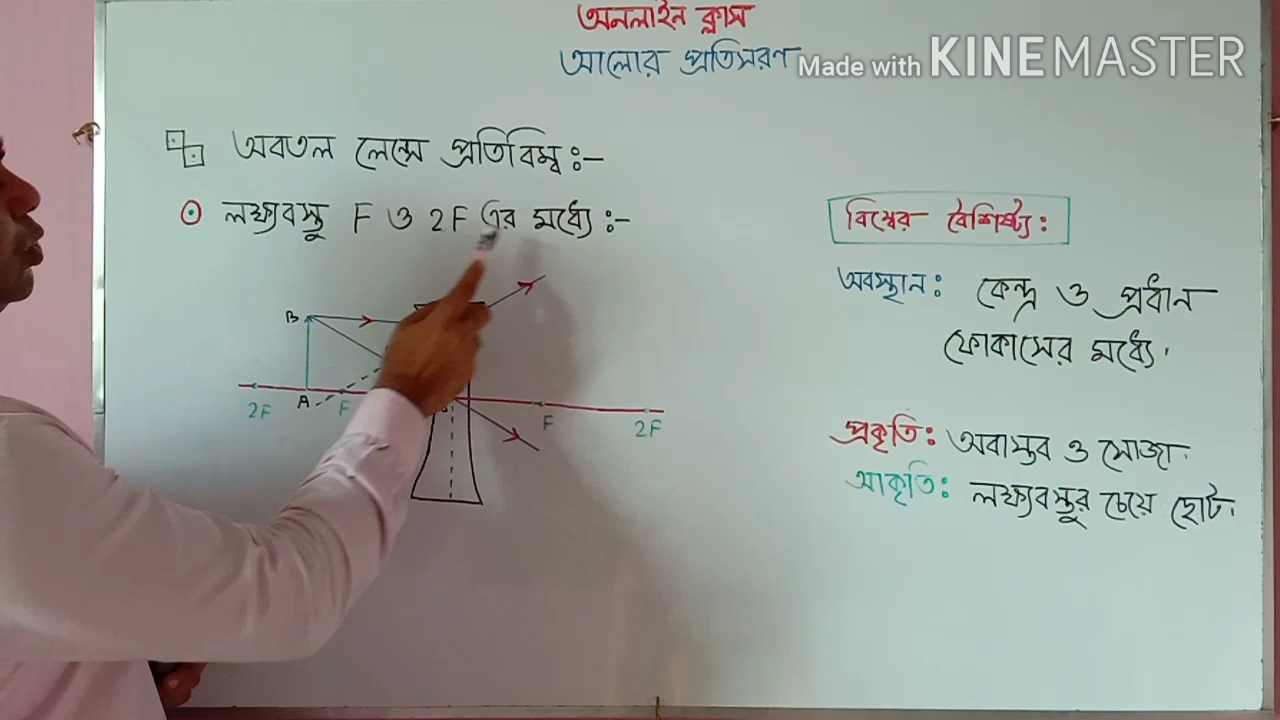 অনলাইন ক্লাস
আলোর প্রতিসরণ
Made with KINEMASTER
অবতল লেন্সে প্রতিবিম্ব :-
লক্ষ্যবস্তু F ও 2F এর মধ্যে :-
B
A
2F
F
F
2F
বিম্বের বৈশিষ্ট্য :
অবস্থান : কেন্দ্র ও প্রধান
ফোকাসের মধ্যে.
প্রকৃতি : অবাস্তব ও সোজা.
আকৃতি : লক্ষ্যবস্তুর চেয়ে ছোট.